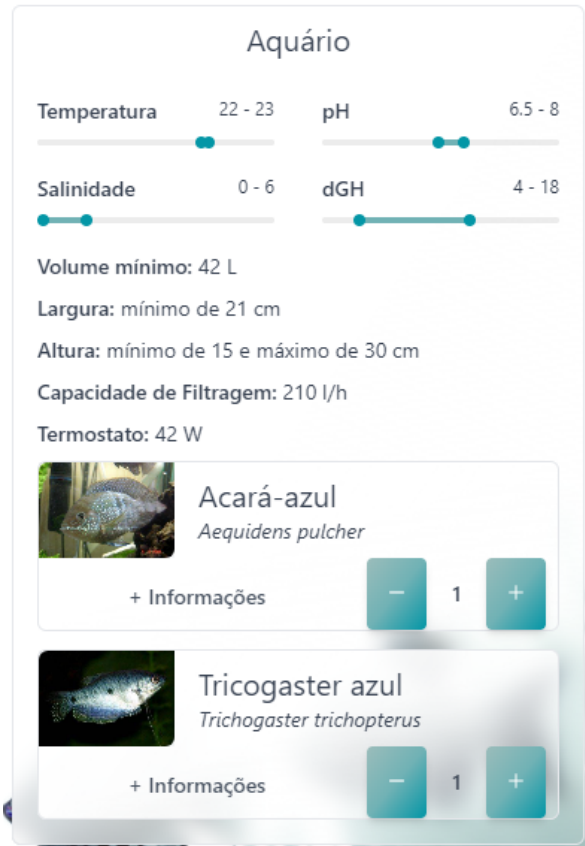 Aquário
Temperatura 22 - 23 pH 6.5 - 8
Salinidade 0 - 6 dGH 4 - 18
Volume mínimo: 42 L
Largura: mínimo de 21 cm
Altura: mínimo de 15 e máximo de 30 cm
Capacidade de Filtragem: 210 l/h
Termostato: 42 W
Acará-azul
Aequidens pulcher
+ Informações − 1 +
Tricogaster azul
Trichogaster trichopterus
+ Informações − 1 +